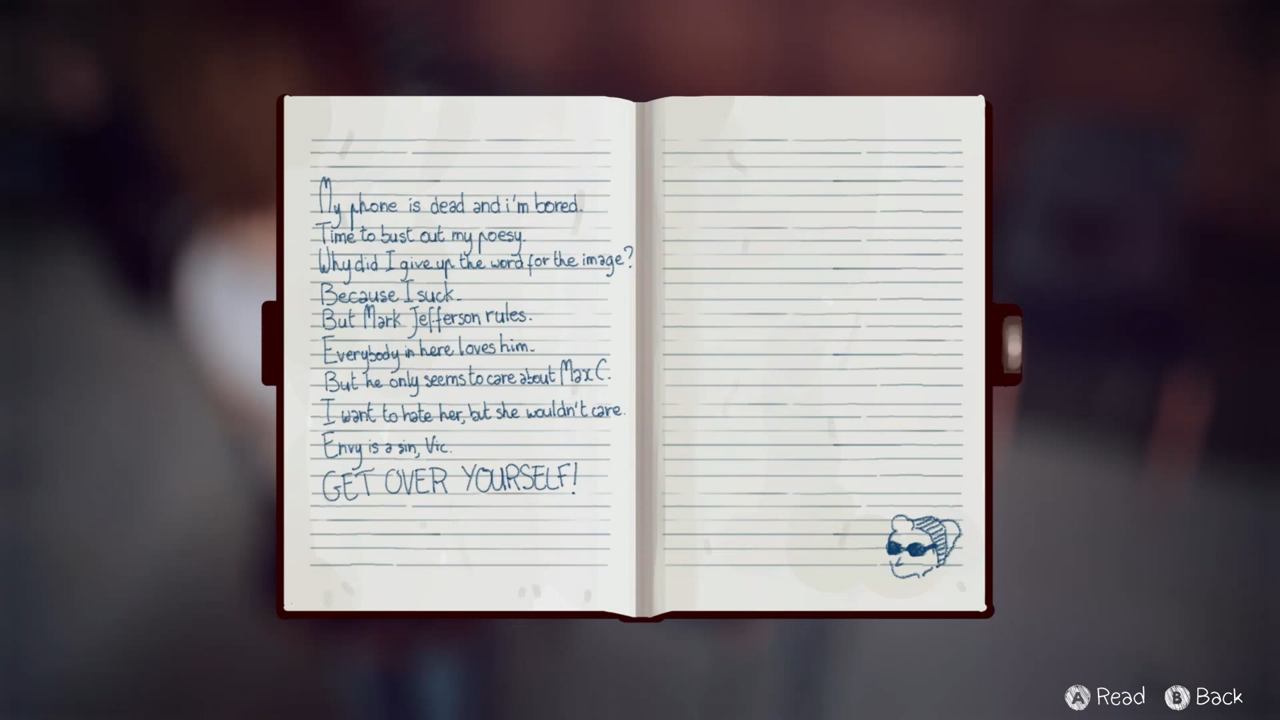 My phone is dead and i'm bored.
Time to bust out my poesy.
Why did I give up the word for the image?
Because I suck.
But Mark Jefferson rules.
Everybody in here loves him.
But he only seems to care about Max C.
I want to hate her, but she wouldn't care.
Envy is a sin, Vic.
GET OVER YOURSELF!
A Read B Back